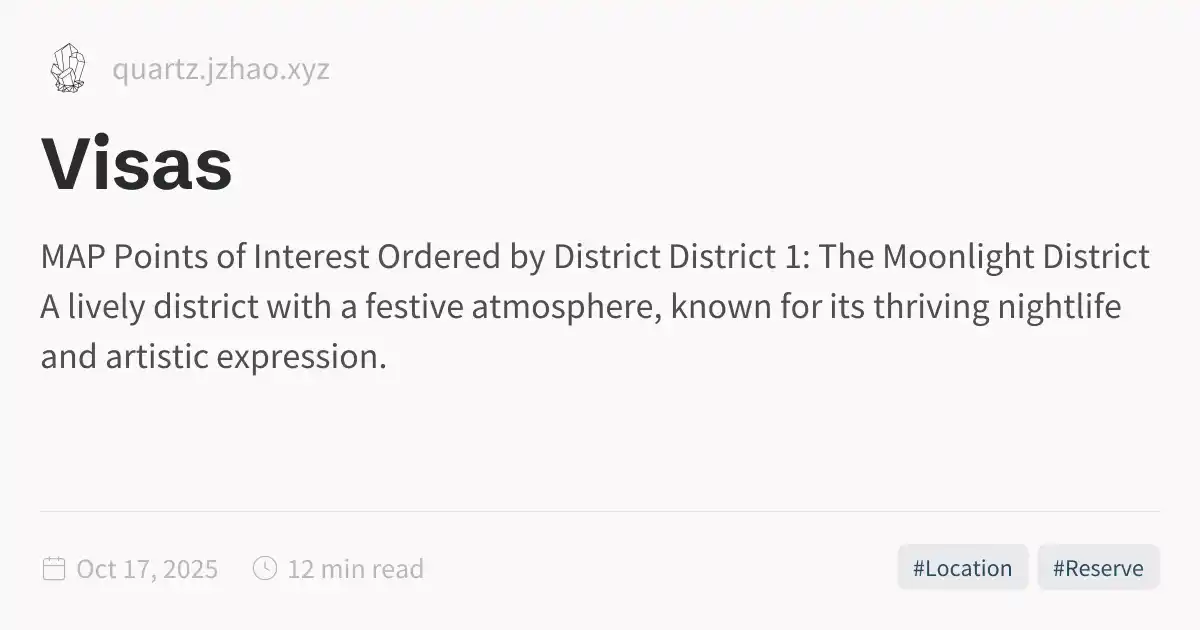 quartz.jzhao.xyz
Visas
MAP Points of Interest Ordered by District District 1: The Moonlight District
A lively district with a festive atmosphere, known for its thriving nightlife
and artistic expression.
Oct 17, 2025 12 min read #Location #Reserve